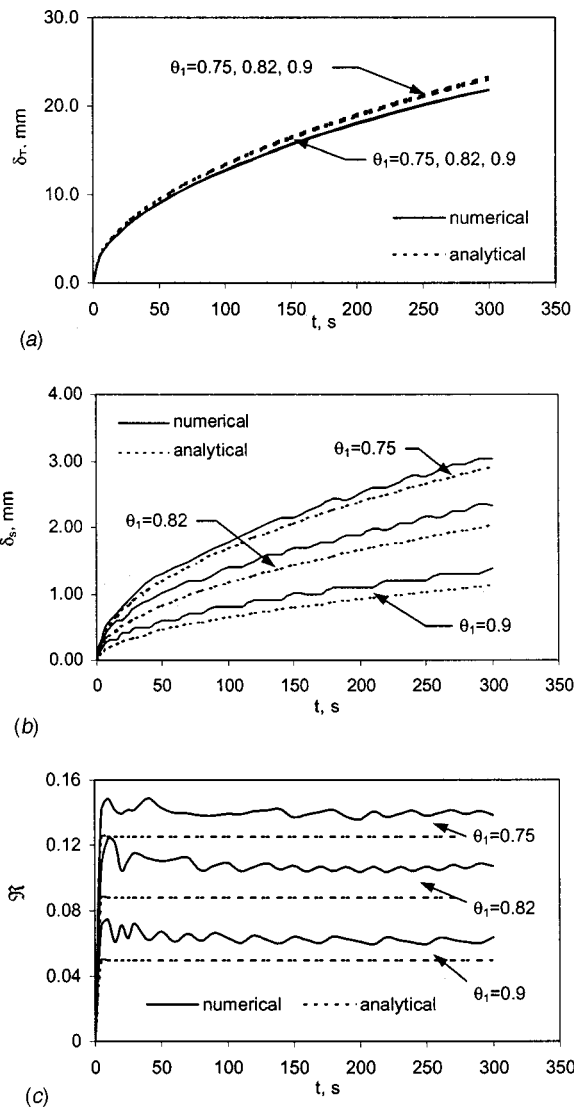 30.0
20.0
10.0
0.0
δT, mm
θ1=0.75, 0.82, 0.9
θ1=0.75, 0.82, 0.9
numerical
analytical
0 50 100 150 200 250 300 350
t, s
(a)
4.00
3.00
2.00
1.00
0.00
δs, mm
numerical
analytical
θ1=0.75
θ1=0.82
θ1=0.9
0 50 100 150 200 250 300 350
t, s
(b)
0.16
0.12
0.08
0.04
0
ℜ
θ1=0.75
θ1=0.82
θ1=0.9
numerical analytical
0 50 100 150 200 250 300 350
t, s
(c)